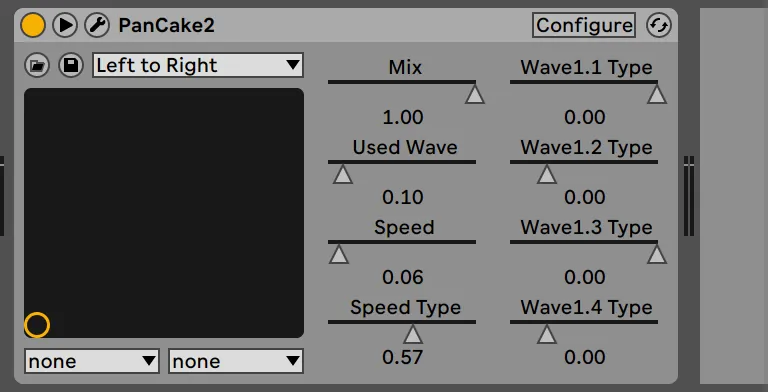 PanCake2
Configure
Left to Right
none
none
Mix
1.00
Used Wave
0.10
Speed
0.06
Speed Type
0.57
Wave1.1 Type
0.00
Wave1.2 Type
0.00
Wave1.3 Type
0.00
Wave1.4 Type
0.00